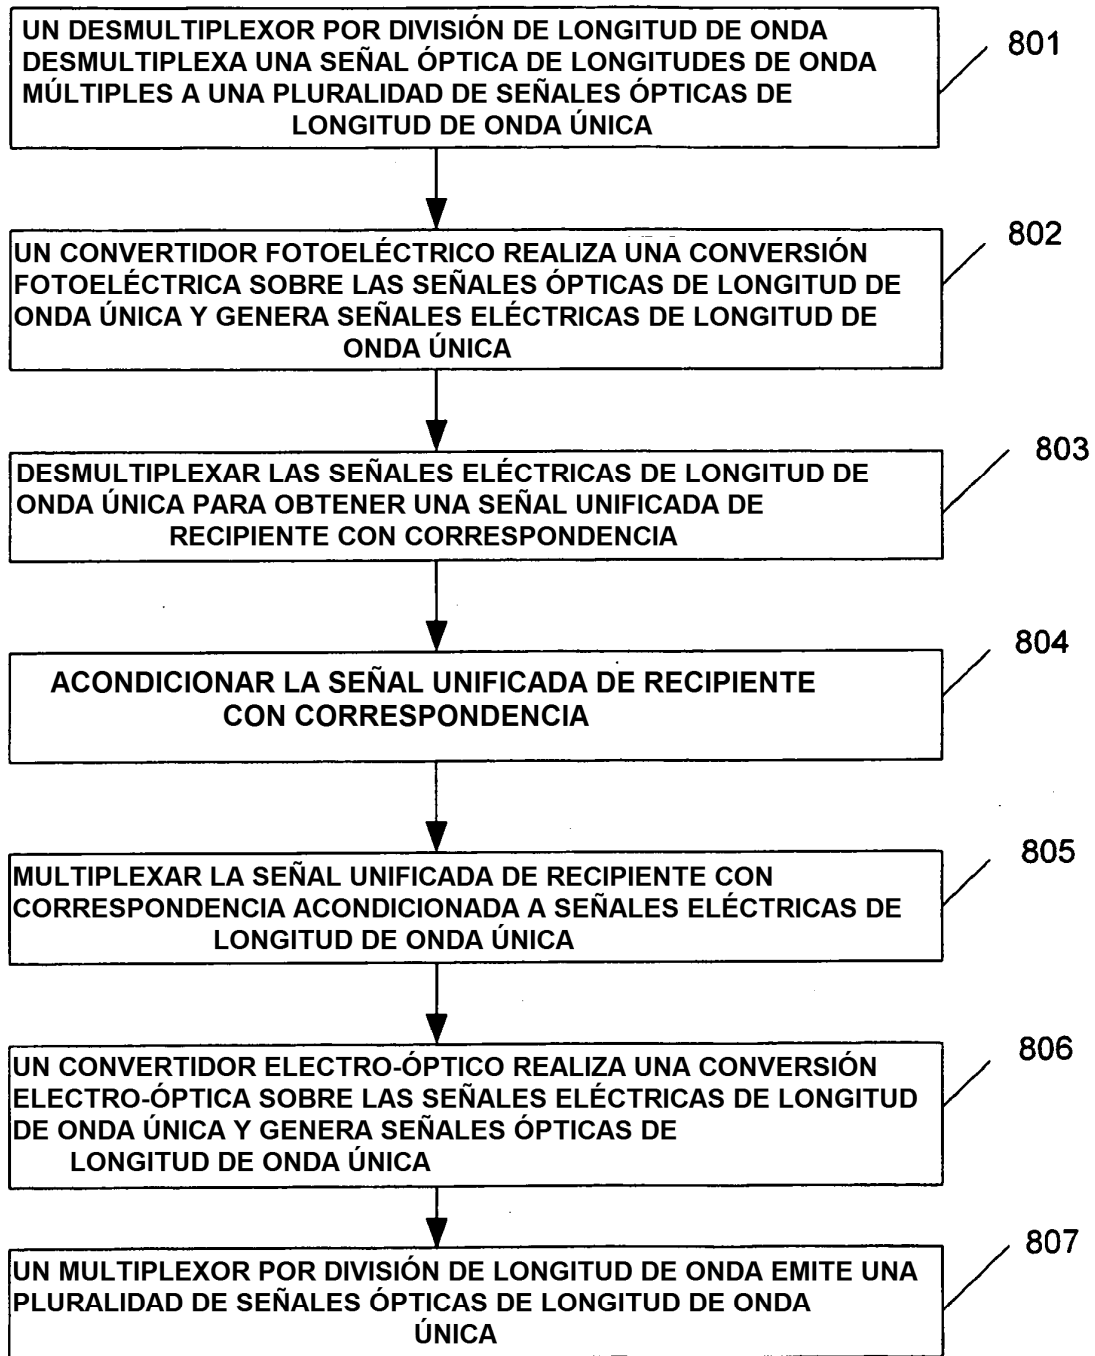 UN DESMULTIPLEXOR POR DIVISIÓN DE LONGITUD DE ONDA
DESMULTIPLEXA UNA SEÑAL ÓPTICA DE LONGITUDES DE ONDA
MÚLTIPLES A UNA PLURALIDAD DE SEÑALES ÓPTICAS DE
LONGITUD DE ONDA ÚNICA
801
UN CONVERTIDOR FOTOELÉCTRICO REALIZA UNA CONVERSIÓN
FOTOELÉCTRICA SOBRE LAS SEÑALES ÓPTICAS DE LONGITUD DE
ONDA ÚNICA Y GENERA SEÑALES ELÉCTRICAS DE LONGITUD DE
ONDA ÚNICA
802
DESMULTIPLEXAR LAS SEÑALES ELÉCTRICAS DE LONGITUD DE
ONDA ÚNICA PARA OBTENER UNA SEÑAL UNIFICADA DE
RECIPIENTE CON CORRESPONDENCIA
803
ACONDICIONAR LA SEÑAL UNIFICADA DE RECIPIENTE
CON CORRESPONDENCIA
804
MULTIPLEXAR LA SEÑAL UNIFICADA DE RECIPIENTE CON
CORRESPONDENCIA ACONDICIONADA A SEÑALES ELÉCTRICAS DE
LONGITUD DE ONDA ÚNICA
805
UN CONVERTIDOR ELECTRO-ÓPTICO REALIZA UNA CONVERSIÓN
ELECTRO-ÓPTICA SOBRE LAS SEÑALES ELÉCTRICAS DE LONGITUD
DE ONDA ÚNICA Y GENERA SEÑALES ÓPTICAS DE
LONGITUD DE ONDA ÚNICA
806
UN MULTIPLEXOR POR DIVISIÓN DE LONGITUD DE ONDA EMITE UNA
PLURALIDAD DE SEÑALES ÓPTICAS DE LONGITUD DE ONDA
ÚNICA
807